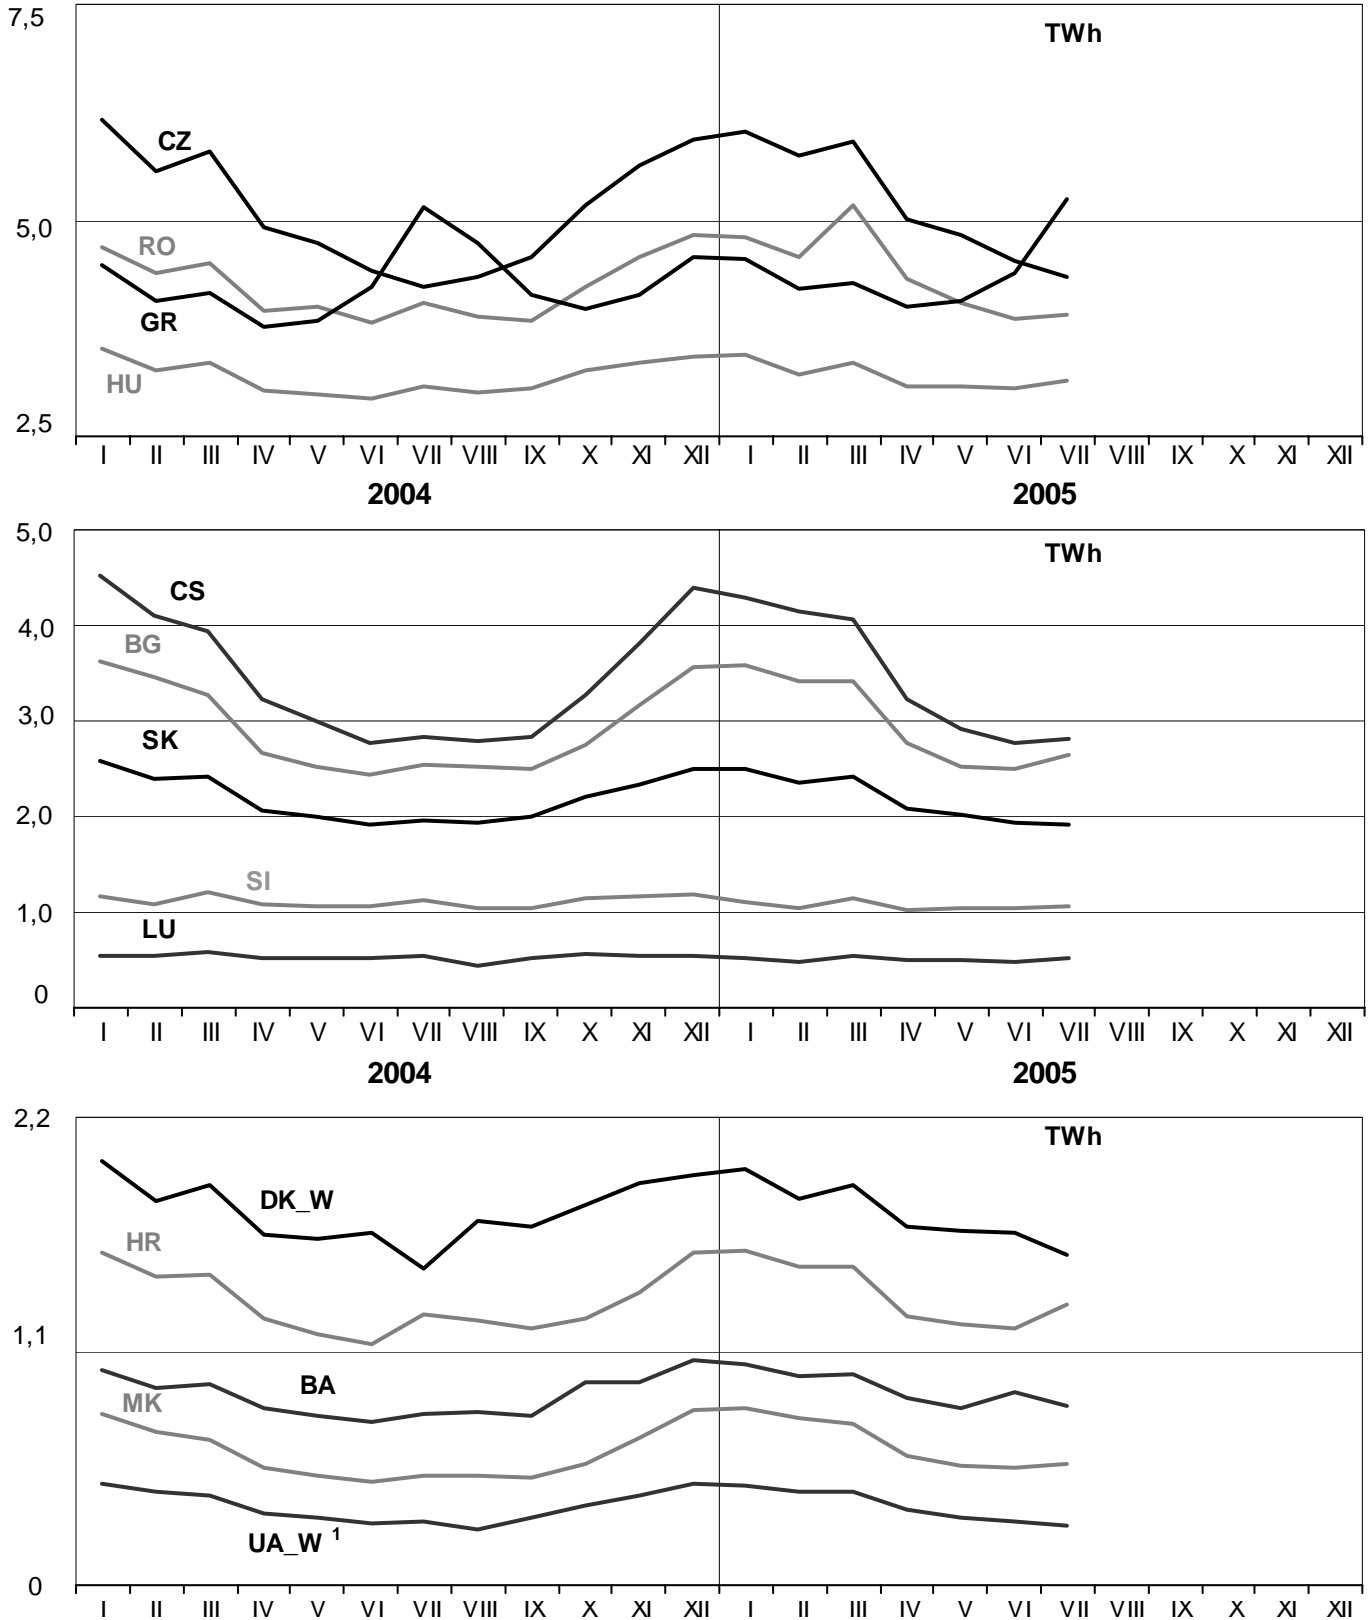 7,5
TWh
CZ
5,0
RO
GR
HU
2,5
I II III IV V VI VII VIII IX X XI XII I II III IV V VI VII VIII IX X XI XII
2004 2005
5,0
TWh
CS
4,0
BG
3,0
SK
2,0
SI
1,0
LU
0
I II III IV V VI VII VIII IX X XI XII I II III IV V VI VII VIII IX X XI XII
2004 2005
2,2
TWh
DK_W
HR
1,1
BA
MK
UA_W 1
0
I II III IV V VI VII VIII IX X XI XII I II III IV V VI VII VIII IX X XI XII